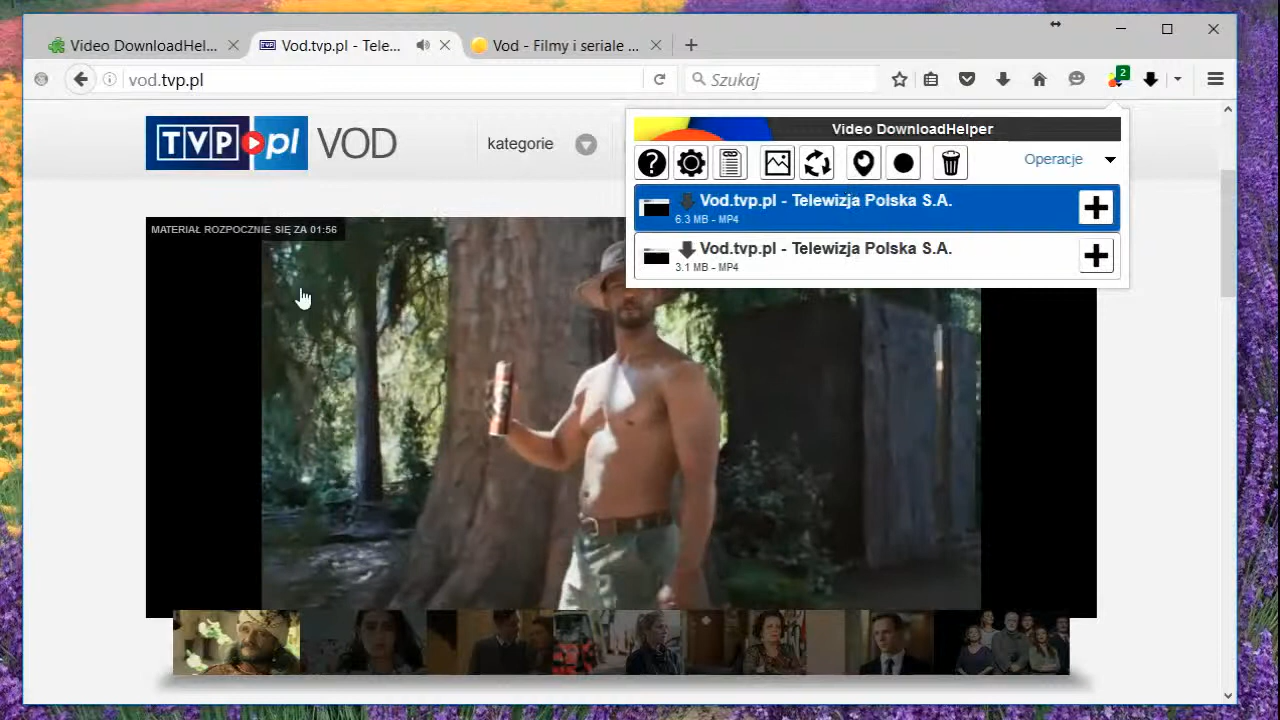 Video DownloadHel...
Vod.tvp.pl - Tele...
Vod - Filmy i seriale ...
vod.tvp.pl
Szukaj
2
TVP pl VOD
kategorie
Video DownloadHelper
Operacje
Vod.tvp.pl - Telewizja Polska S.A.
6.3 MB - MP4
Vod.tvp.pl - Telewizja Polska S.A.
3.1 MB - MP4
MATERIAŁ ROZPOCZNIE SIĘ ZA 01:56